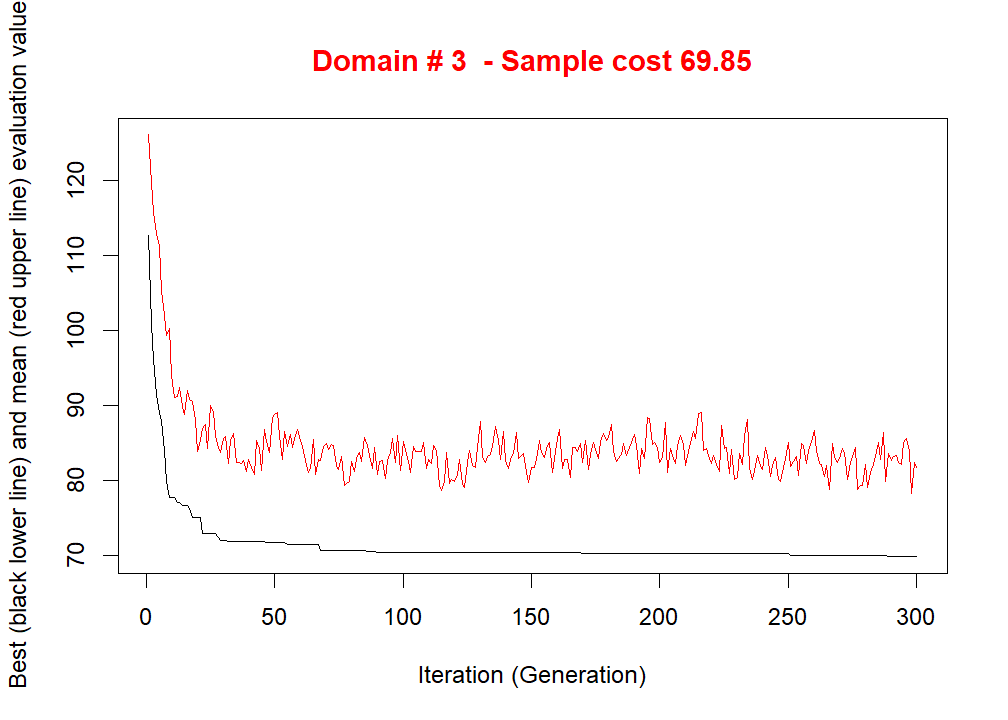 Domain # 3  - Sample cost 69.85
Best (black lower line) and mean (red upper line) evaluation value
120
110
100
90
80
70
0 50 100 150 200 250 300
Iteration (Generation)